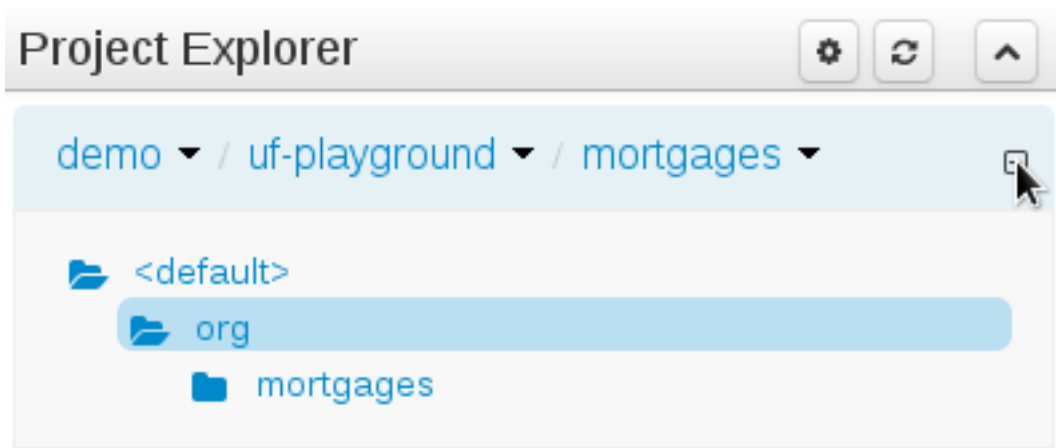 Project Explorer
demo / uf-playground / mortgages
<default>
org
mortgages